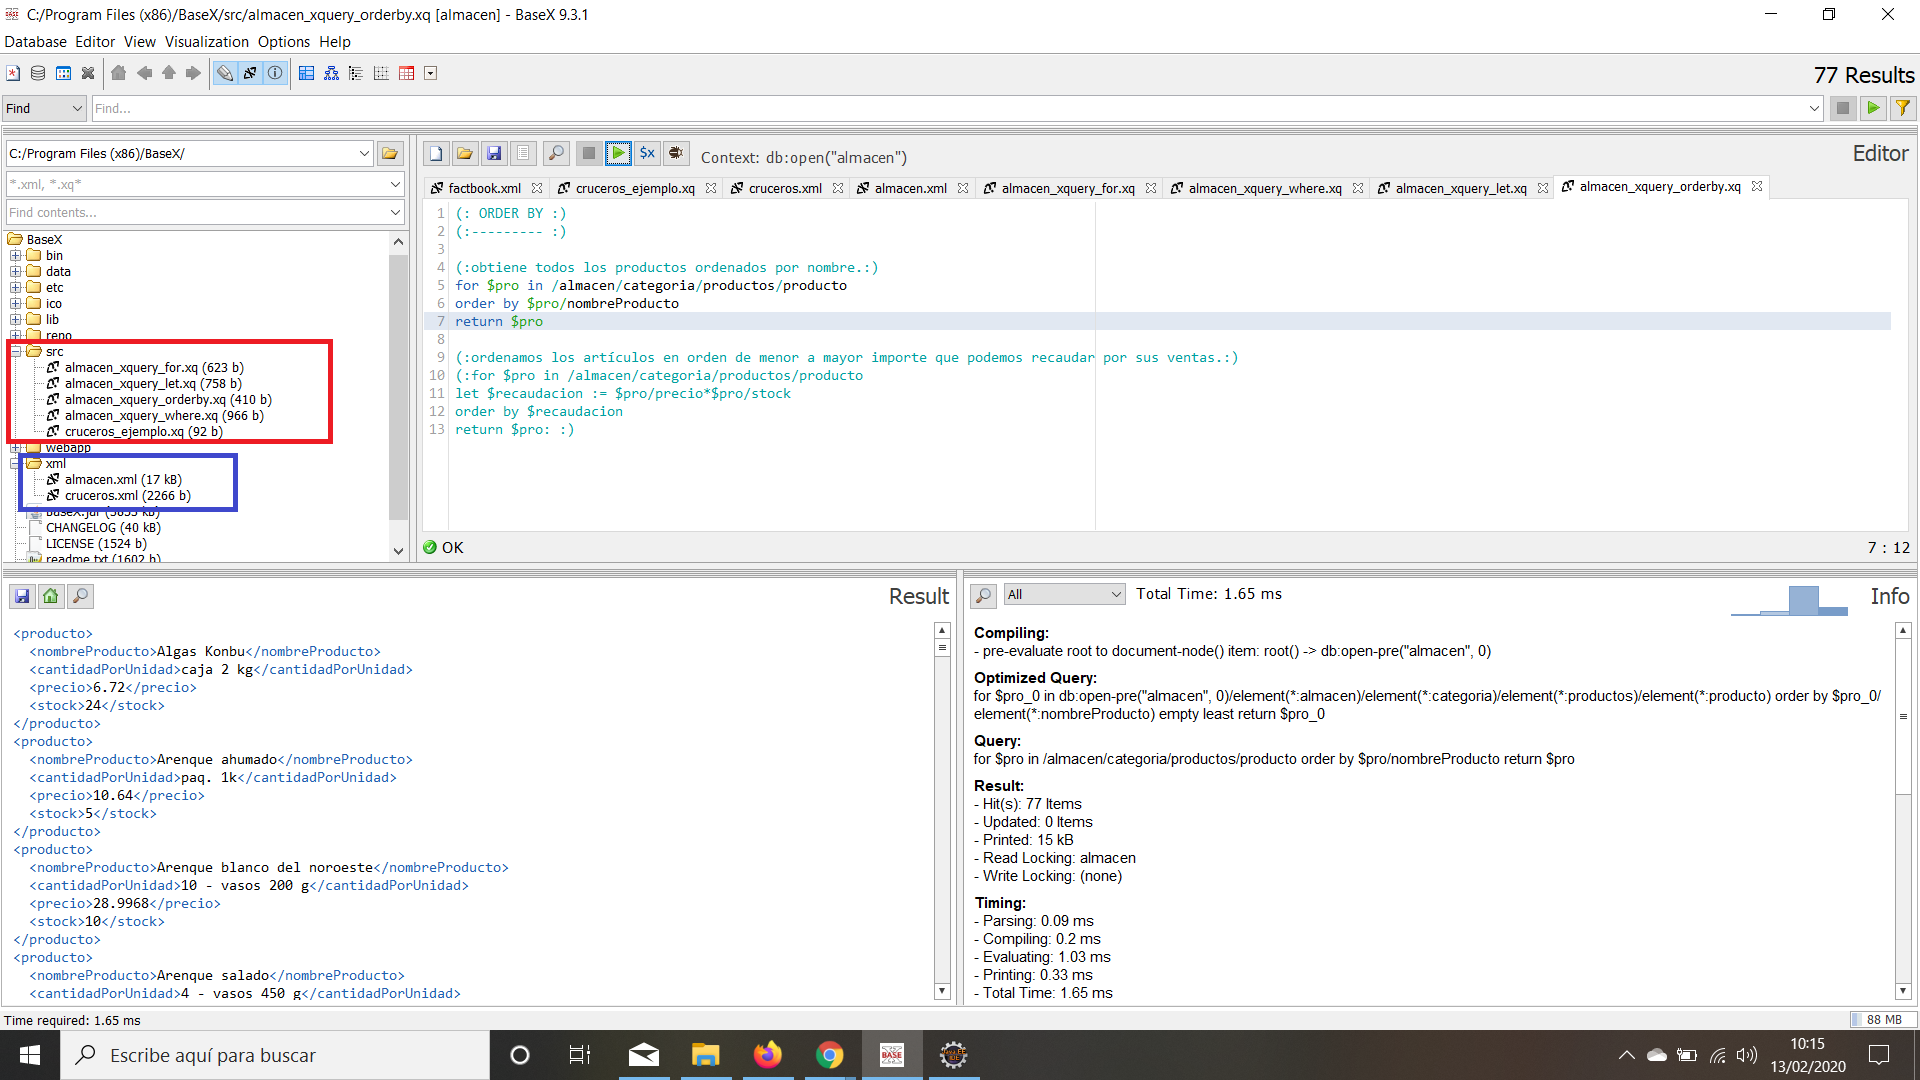 C:/Program Files (x86)/BaseX/src/almacen_xquery_orderby.xq [almacen] - BaseX 9.3.1
Database Editor View Visualization Options Help
77 Results
Find
Find...
C:/Program Files (x86)/BaseX/
*.xml, *.xq*
Find contents...
BaseX
bin
data
etc
ico
lib
repo
src
almacen_xquery_for.xq (623 b)
almacen_xquery_let.xq (758 b)
almacen_xquery_orderby.xq (410 b)
almacen_xquery_where.xq (966 b)
cruceros_ejemplo.xq (92 b)
webapp
xml
almacen.xml (17 kB)
cruceros.xml (2266 b)
CHANGELOG (40 kB)
LICENSE (1524 b)
readme.txt (1602 b)
Context: db:open("almacen")
Editor
factbook.xml
cruceros_ejemplo.xq
cruceros.xml
almacen.xml
almacen_xquery_for.xq
almacen_xquery_where.xq
almacen_xquery_let.xq
almacen_xquery_orderby.xq
1 (: ORDER BY :)
2 (:--------- :)
3
4 (:obtiene todos los productos ordenados por nombre.:)
5 for $pro in /almacen/categoria/productos/producto
6 order by $pro/nombreProducto
7 return $pro
8
9 (:ordenamos los artículos en orden de menor a mayor importe que podemos recaudar por sus ventas.:)
10 (:for $pro in /almacen/categoria/productos/producto
11 let $recaudacion := $pro/precio*$pro/stock
12 order by $recaudacion
13 return $pro: :)
OK
7 : 12
Result
<producto>
<nombreProducto>Algas Konbu</nombreProducto>
<cantidadPorUnidad>caja 2 kg</cantidadPorUnidad>
<precio>6.72</precio>
<stock>24</stock>
</producto>
<producto>
<nombreProducto>Arenque ahumado</nombreProducto>
<cantidadPorUnidad>paq. 1k</cantidadPorUnidad>
<precio>10.64</precio>
<stock>5</stock>
</producto>
<producto>
<nombreProducto>Arenque blanco del noroeste</nombreProducto>
<cantidadPorUnidad>10 - vasos 200 g</cantidadPorUnidad>
<precio>28.9968</precio>
<stock>10</stock>
</producto>
<producto>
<nombreProducto>Arenque salado</nombreProducto>
<cantidadPorUnidad>4 - vasos 450 g</cantidadPorUnidad>
All
Total Time: 1.65 ms
Info
Compiling:
- pre-evaluate root to document-node() item: root() -> db:open-pre("almacen", 0)
Optimized Query:
for $pro_0 in db:open-pre("almacen", 0)/element(*:almacen)/element(*:categoria)/element(*:productos)/element(*:producto) order by $pro_0/
element(*:nombreProducto) empty least return $pro_0
Query:
for $pro in /almacen/categoria/productos/producto order by $pro/nombreProducto return $pro
Result:
- Hit(s): 77 Items
- Updated: 0 Items
- Printed: 15 kB
- Read Locking: almacen
- Write Locking: (none)
Timing:
- Parsing: 0.09 ms
- Compiling: 0.2 ms
- Evaluating: 1.03 ms
- Printing: 0.33 ms
- Total Time: 1.65 ms
Time required: 1.65 ms
88 MB
Escribe aquí para buscar
BASE
10:15
13/02/2020